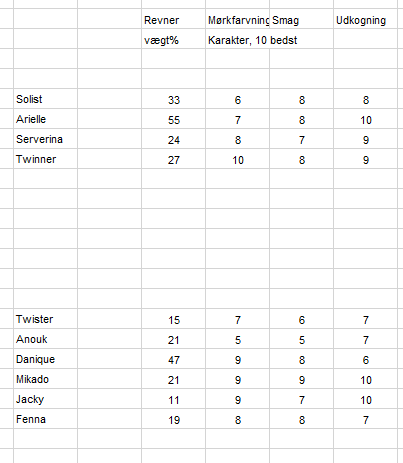 Revner Mørkfarvning Smag Udkogning
vægt% Karakter, 10 bedst
Solist 33 6 8 8
Arielle 55 7 8 10
Serverina 24 8 7 9
Twinner 27 10 8 9
Twister 15 7 6 7
Anouk 21 5 5 7
Danique 47 9 8 6
Mikado 21 9 9 10
Jacky 11 9 7 10
Fenna 19 8 8 7